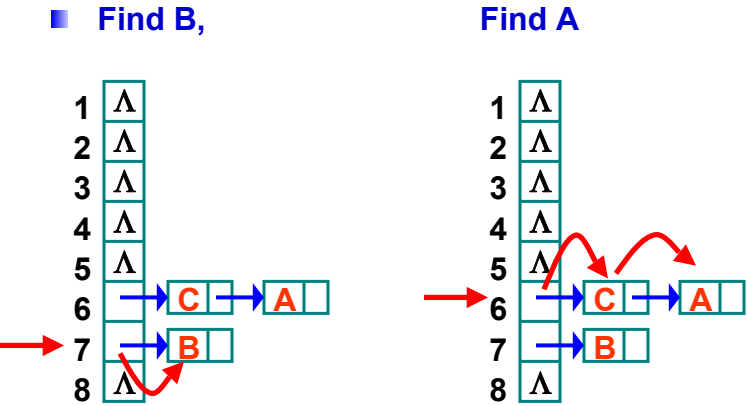 Find B, Find A
1 Λ 1 Λ
2 Λ 2 Λ
3 Λ 3 Λ
4 Λ 4 Λ
5 Λ 5 Λ
6 C A 6 C A
7 B 7 B
8 Λ 8 Λ